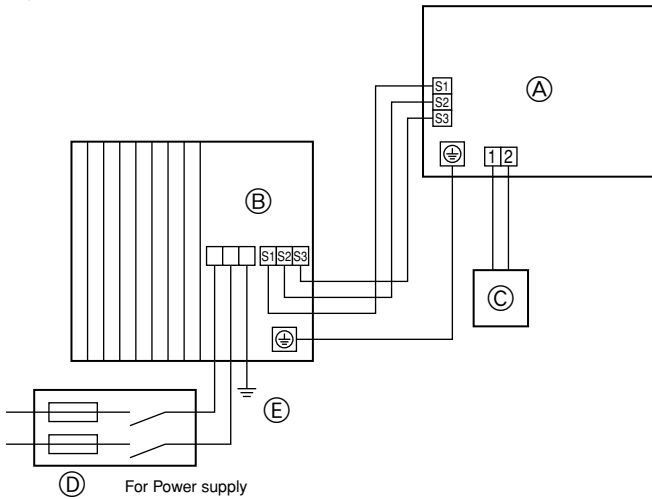 S1
S2
S3
Ⓐ
1 2
Ⓑ
S1 S2 S3
Ⓒ
Ⓔ
Ⓓ For Power supply